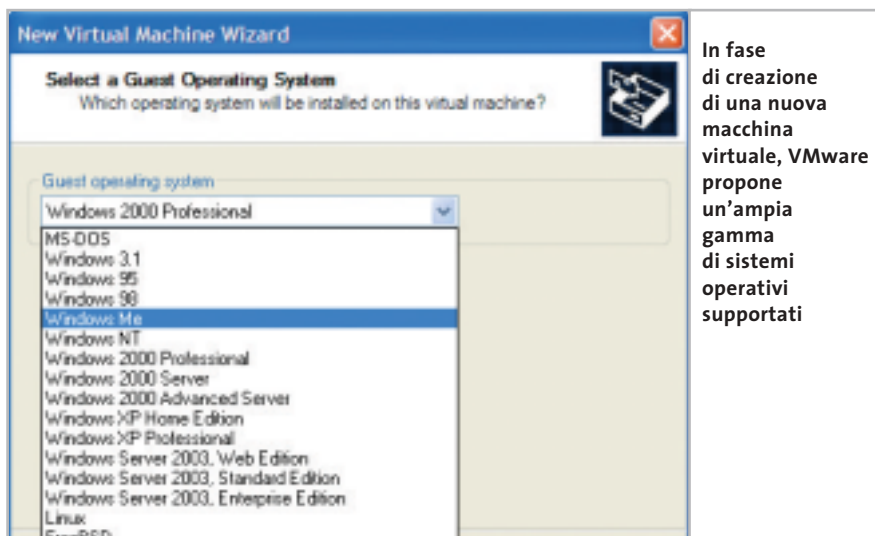 New Virtual Machine Wizard
Select a Guest Operating System
Which operating system will be installed on this virtual machine?
Guest operating system
Windows 2000 Professional
MS-DOS
Windows 3.1
Windows 95
Windows 98
Windows Me
Windows NT
Windows 2000 Professional
Windows 2000 Server
Windows 2000 Advanced Server
Windows XP Home Edition
Windows XP Professional
Windows Server 2003, Web Edition
Windows Server 2003, Standard Edition
Windows Server 2003, Enterprise Edition
Linux
FreeBSD
In fase
di creazione
di una nuova
macchina
virtuale, VMware
propone
un'ampia
gamma
di sistemi
operativi
supportati